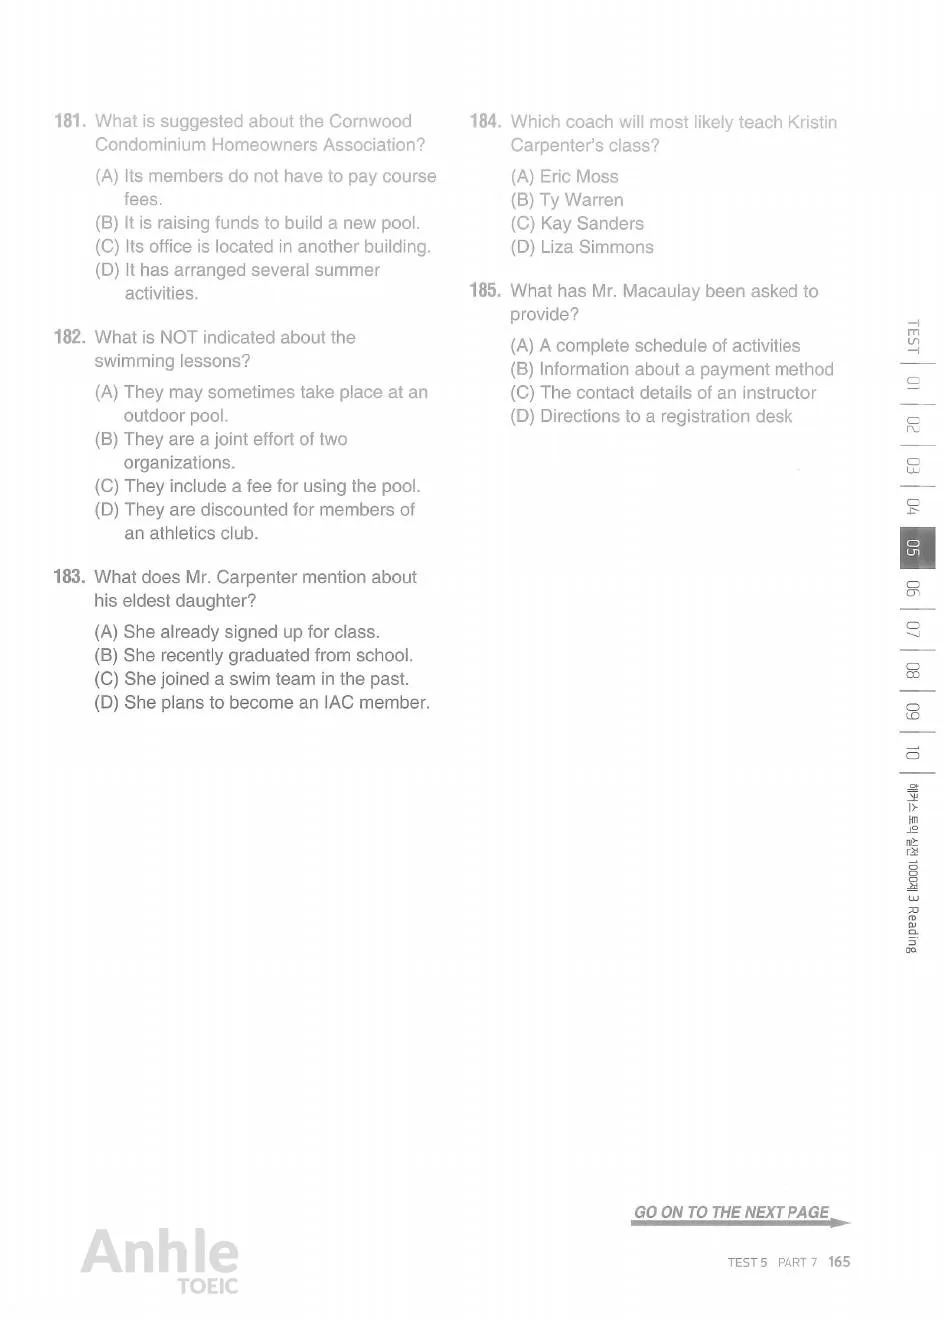 181. What is suggested about the Cornwood
Condominium Homeowners Association?
(A) Its members do not have to pay course
fees.
(B) It is raising funds to build a new pool.
(C) Its office is located in another building.
(D) It has arranged several summer
activities.
182. What is NOT indicated about the
swimming lessons?
(A) They may sometimes take place at an
outdoor pool.
(B) They are a joint effort of two
organizations.
(C) They include a fee for using the pool.
(D) They are discounted for members of
an athletics club.
183. What does Mr. Carpenter mention about
his eldest daughter?
(A) She already signed up for class.
(B) She recently graduated from school.
(C) She joined a swim team in the past.
(D) She plans to become an IAC member.
184. Which coach will most likely teach Kristin
Carpenter's class?
(A) Eric Moss
(B) Ty Warren
(C) Kay Sanders
(D) Liza Simmons
185. What has Mr. Macaulay been asked to
provide?
(A) A complete schedule of activities
(B) Information about a payment method
(C) The contact details of an instructor
(D) Directions to a registration desk
TEST 01 02 03 04 05 06 07 08 09 10 해커스 토익 실전 1000제 3 Reading
GO ON TO THE NEXT PAGE
Anhle
TOEIC
TEST 5 PART 7 165